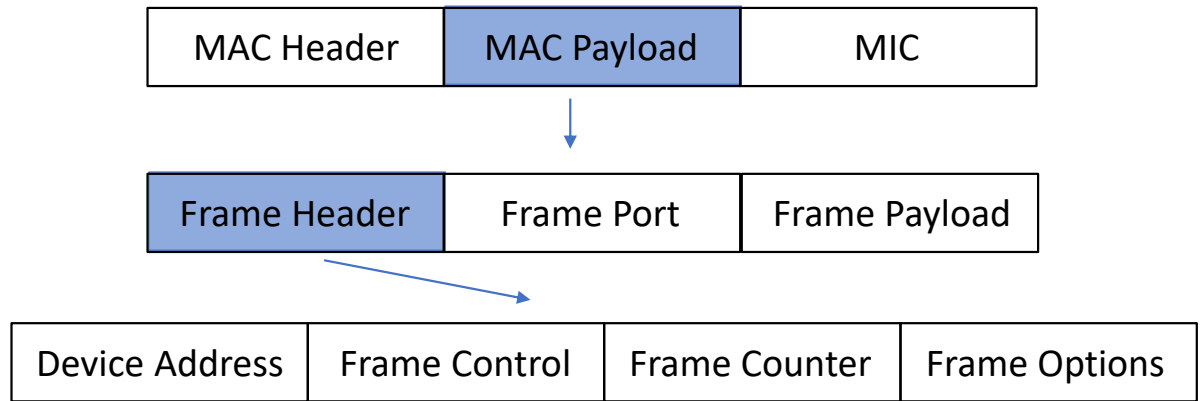 MAC Header MAC Payload MIC
Frame Header Frame Port Frame Payload
Device Address Frame Control Frame Counter Frame Options